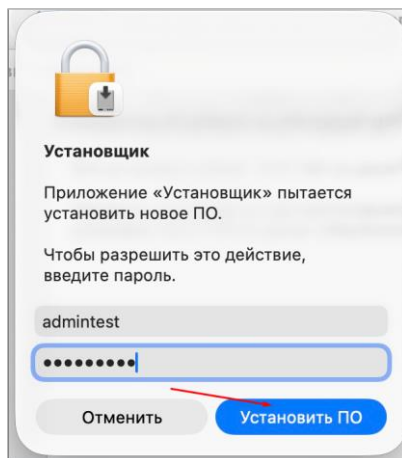 Установщик
Приложение «Установщик» пытается
установить новое ПО.
Чтобы разрешить это действие,
введите пароль.
admintest
•••••••••
Отменить
Установить ПО